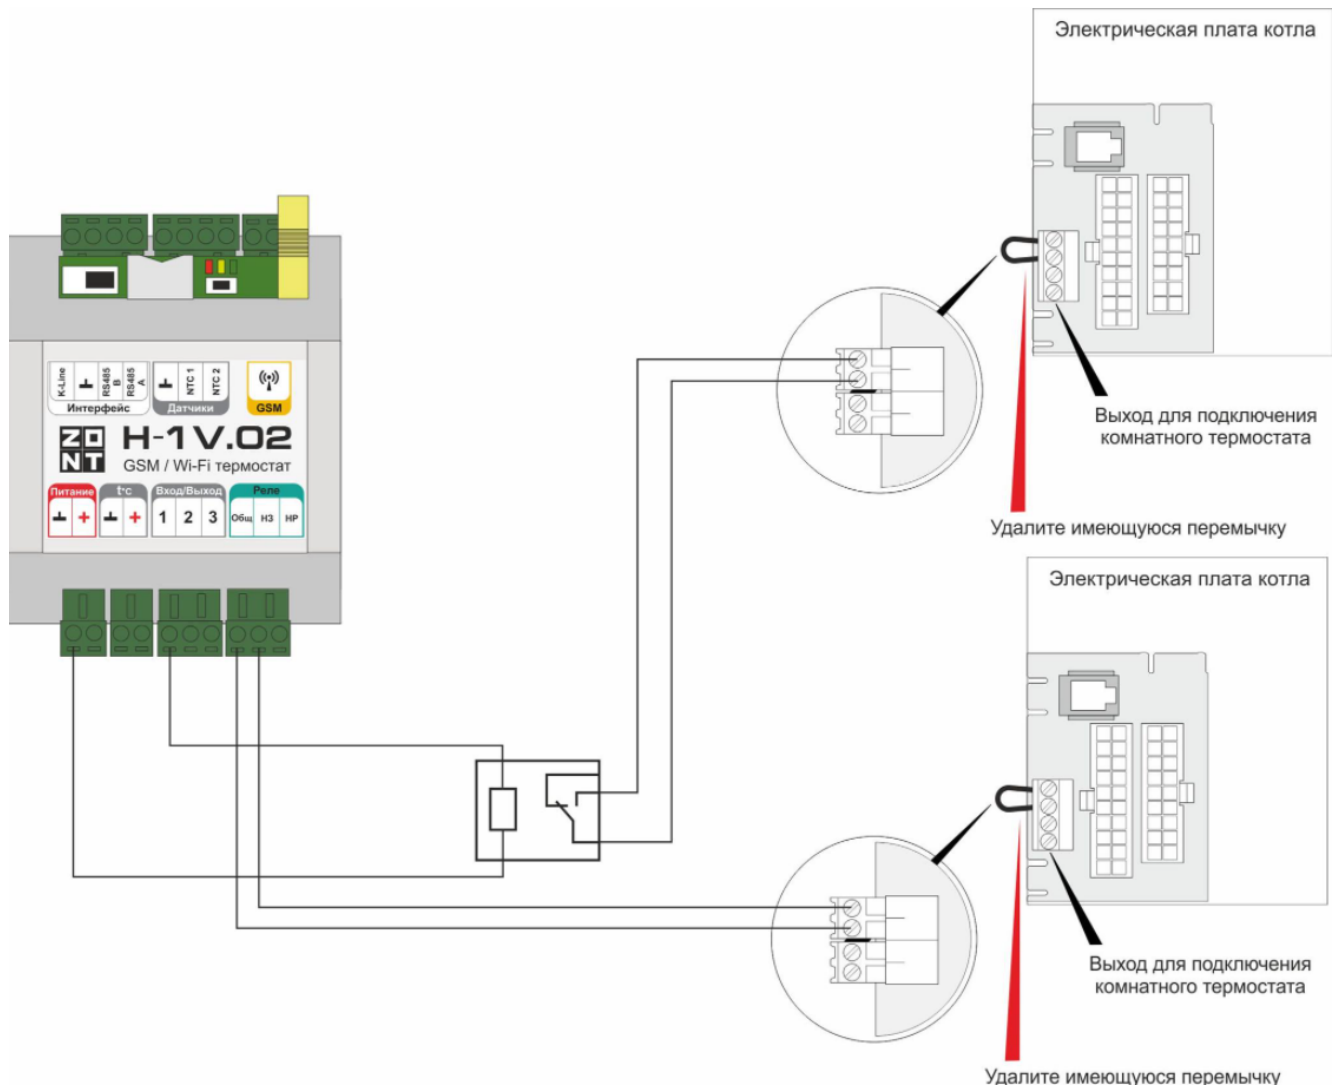 Электрическая плата котла
Выход для подключения
комнатного термостата
Удалите имеющуюся перемычку
K-Line
RS485
B
RS485
A
Интерфейс
NTC 1
NTC 2
Датчики
GSM
ZONT
H-1V.02
GSM / Wi-Fi термостат
Питание
t°C
Вход/Выход
Реле
+
+
1 2 3
Общ НЗ НР
Электрическая плата котла
Выход для подключения
комнатного термостата
Удалите имеющуюся перемычку